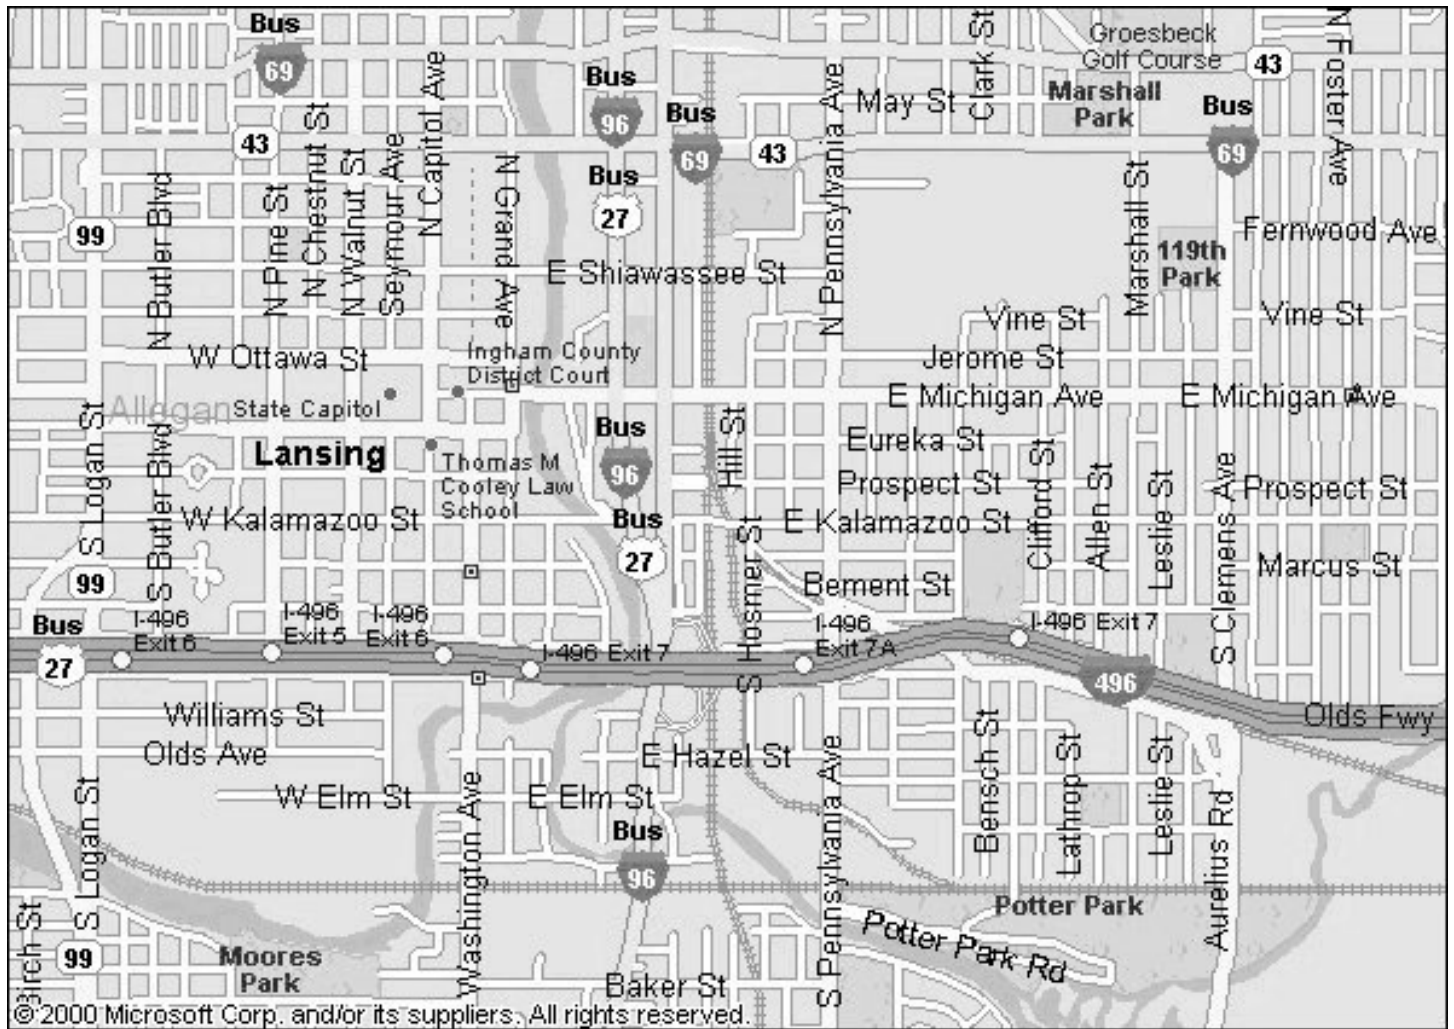 Bus
69
Bus
96
Bus
69
43
Bus
27
43
N Capitol Ave
N Chestnut St
N Walnut St
Seymour Ave
N Pine St
N Butler Blvd
99
N Grand Ave
E Shiawassee St
N Pennsylvania Ave
May St
Clark St
Groesbeck
Golf Course
Marshall
Park
43
Bus
69
N Foster Ave
Marshall St
119th
Park
Fernwood Ave
Vine St
Vine St
W Ottawa St
Ingham County
District Court
Jerome St
E Michigan Ave
E Michigan Ave
Allegan
State Capitol
S Logan St
S Butler Blvd
Lansing
Thomas M
Cooley Law
School
Bus
96
Hill St
Eureka St
Prospect St
Clifford St
Allen St
Leslie St
S Clemens Ave
Prospect St
W Kalamazoo St
Bus
27
E Kalamazoo St
S Hosmer St
Bement St
Marcus St
99
Bus
27
I-496
Exit 6
I-496
Exit 5
I-496
Exit 6
I-496 Exit 7
I-496
Exit 7A
I-496 Exit 7
496
Olds Fwy
Williams St
Olds Ave
E Hazel St
W Elm St
E Elm St
Bus
96
S Logan St
Washington Ave
S Pennsylvania Ave
Bensch St
Lathrop St
Leslie St
Aurelius Rd
Potter Park
Potter Park Rd
Birch St
99
Moores
Park
Baker St
© 2000 Microsoft Corp. and/or its suppliers. All rights reserved.